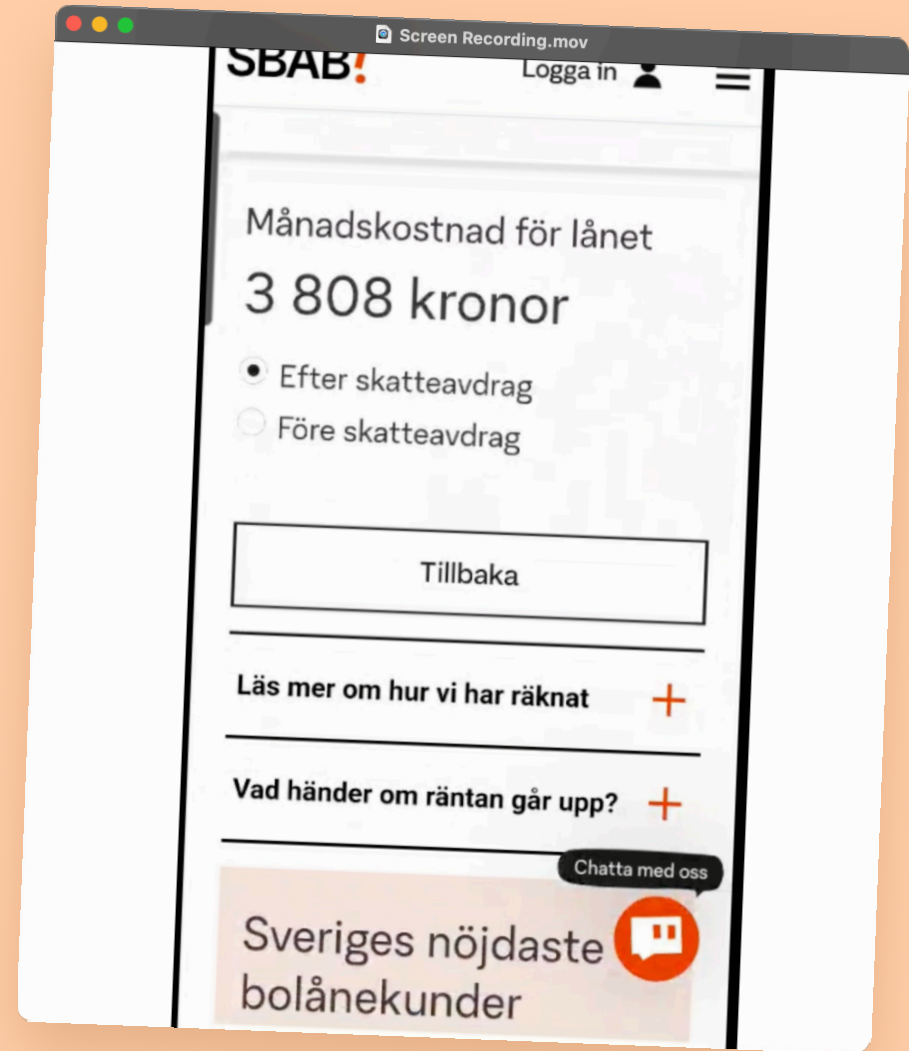 Screen Recording.mov
SBAB!
Logga in
Månadskostnad för lånet
3 808 kronor
Efter skatteavdrag
Före skatteavdrag
Tillbaka
Läs mer om hur vi har räknat
Vad händer om räntan går upp?
Chatta med oss
Sveriges nöjdaste
bolånekunder